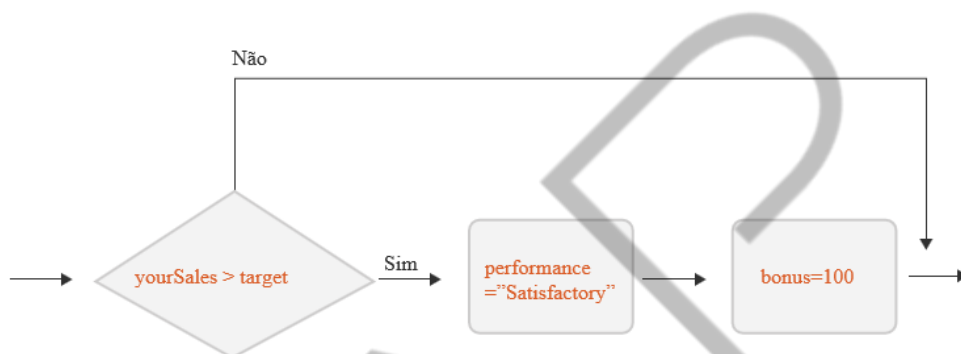 Não
yourSales > target
Sim
performance
=”Satisfactory”
bonus=100